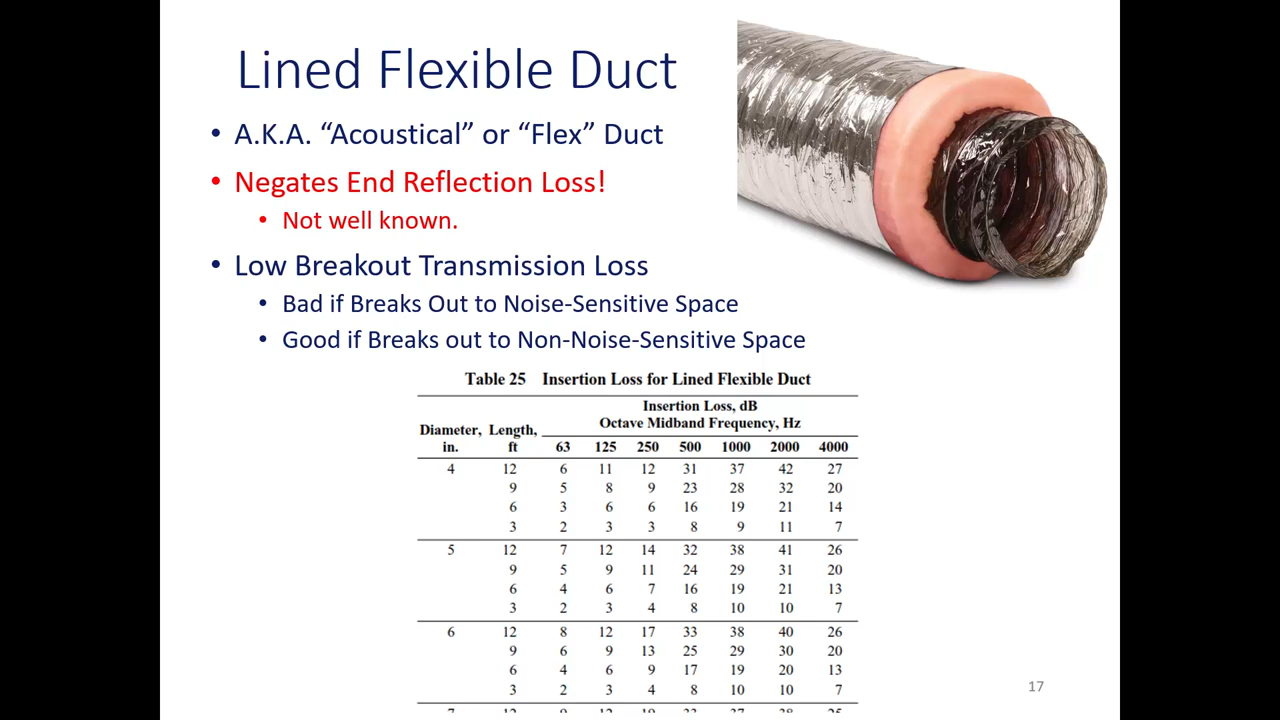 Lined Flexible Duct
• A.K.A. “Acoustical” or “Flex” Duct
• Negates End Reflection Loss!
• Not well known.
• Low Breakout Transmission Loss
• Bad if Breaks Out to Noise-Sensitive Space
• Good if Breaks out to Non-Noise-Sensitive Space
Table 25 Insertion Loss for Lined Flexible Duct
Insertion Loss, dB
Octave Midband Frequency, Hz
Diameter, Length,
in. ft 63 125 250 500 1000 2000 4000
4 12 6 11 12 31 37 42 27
9 5 8 9 23 28 32 20
6 3 6 6 16 19 21 14
3 2 3 3 8 9 11 7
5 12 7 12 14 32 38 41 26
9 5 9 11 24 29 31 20
6 4 6 7 16 19 21 13
3 2 3 4 8 10 10 7
6 12 8 12 17 33 38 40 26
9 6 9 13 25 29 30 20
6 4 6 9 17 19 20 13
3 2 3 4 8 10 10 7
17